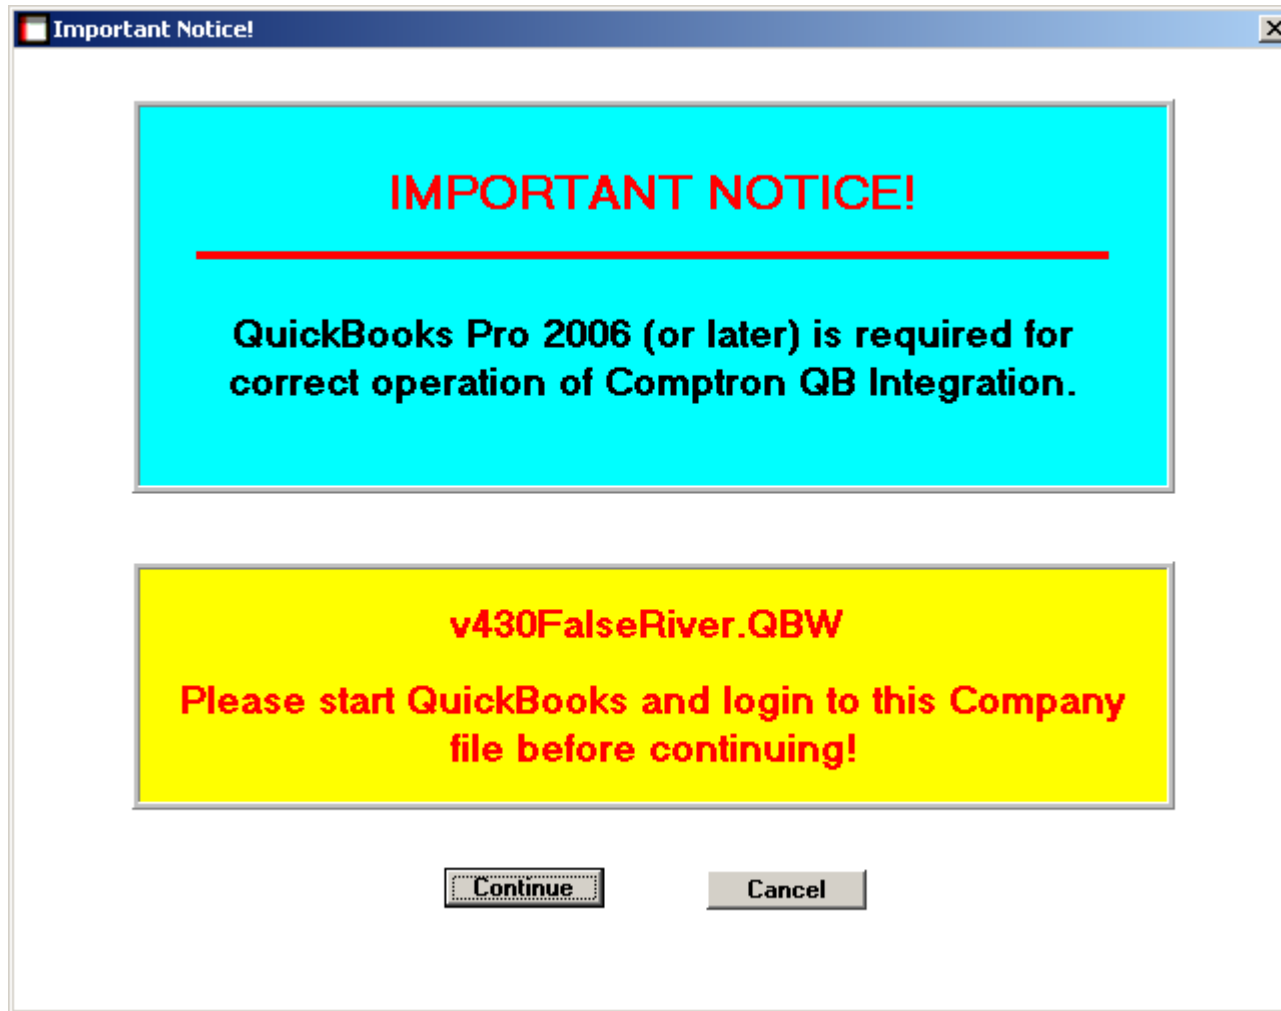 Important Notice!
IMPORTANT NOTICE!
QuickBooks Pro 2006 (or later) is required for
correct operation of Comptron QB Integration.
v430FalseRiver.QBW
Please start QuickBooks and login to this Company
file before continuing!
Continue
Cancel